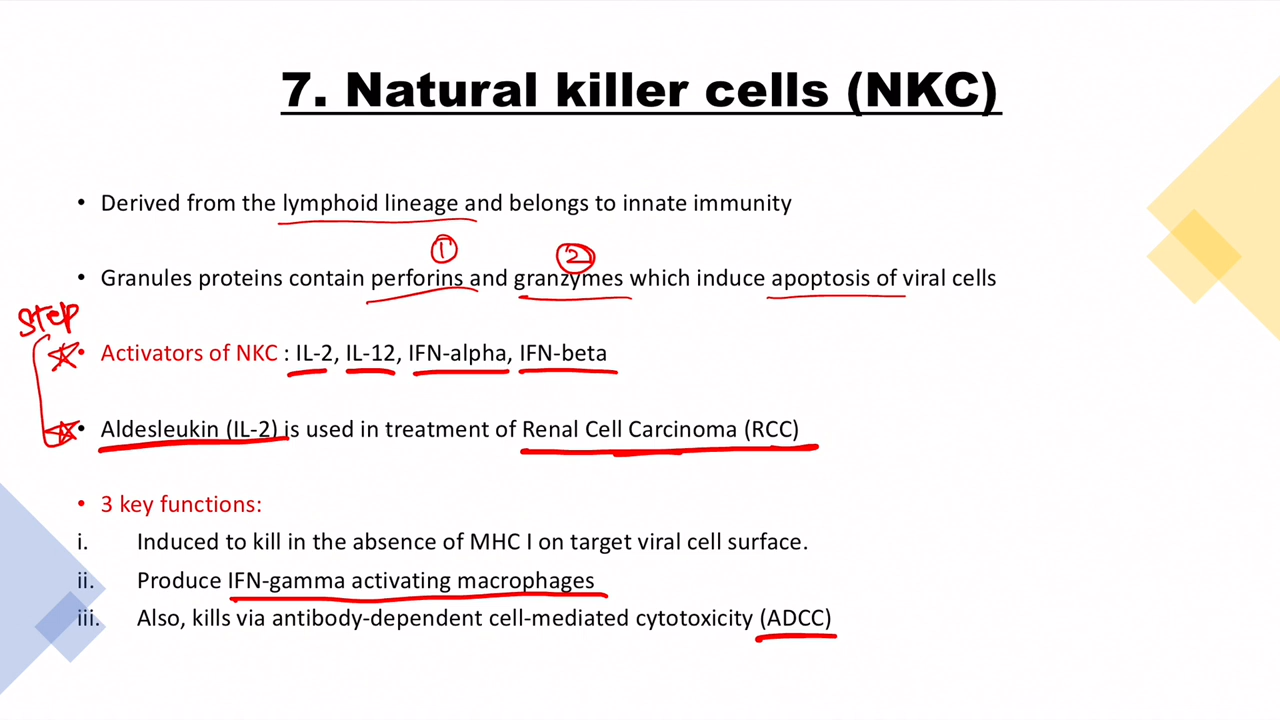 7. Natural killer cells (NKC)
• Derived from the lymphoid lineage and belongs to innate immunity
1 2
• Granules proteins contain perforins and granzymes which induce apoptosis of viral cells
Step
• Activators of NKC : IL-2, IL-12, IFN-alpha, IFN-beta
• Aldesleukin (IL-2) is used in treatment of Renal Cell Carcinoma (RCC)
• 3 key functions:
i. Induced to kill in the absence of MHC I on target viral cell surface.
ii. Produce IFN-gamma activating macrophages
iii. Also, kills via antibody-dependent cell-mediated cytotoxicity (ADCC)